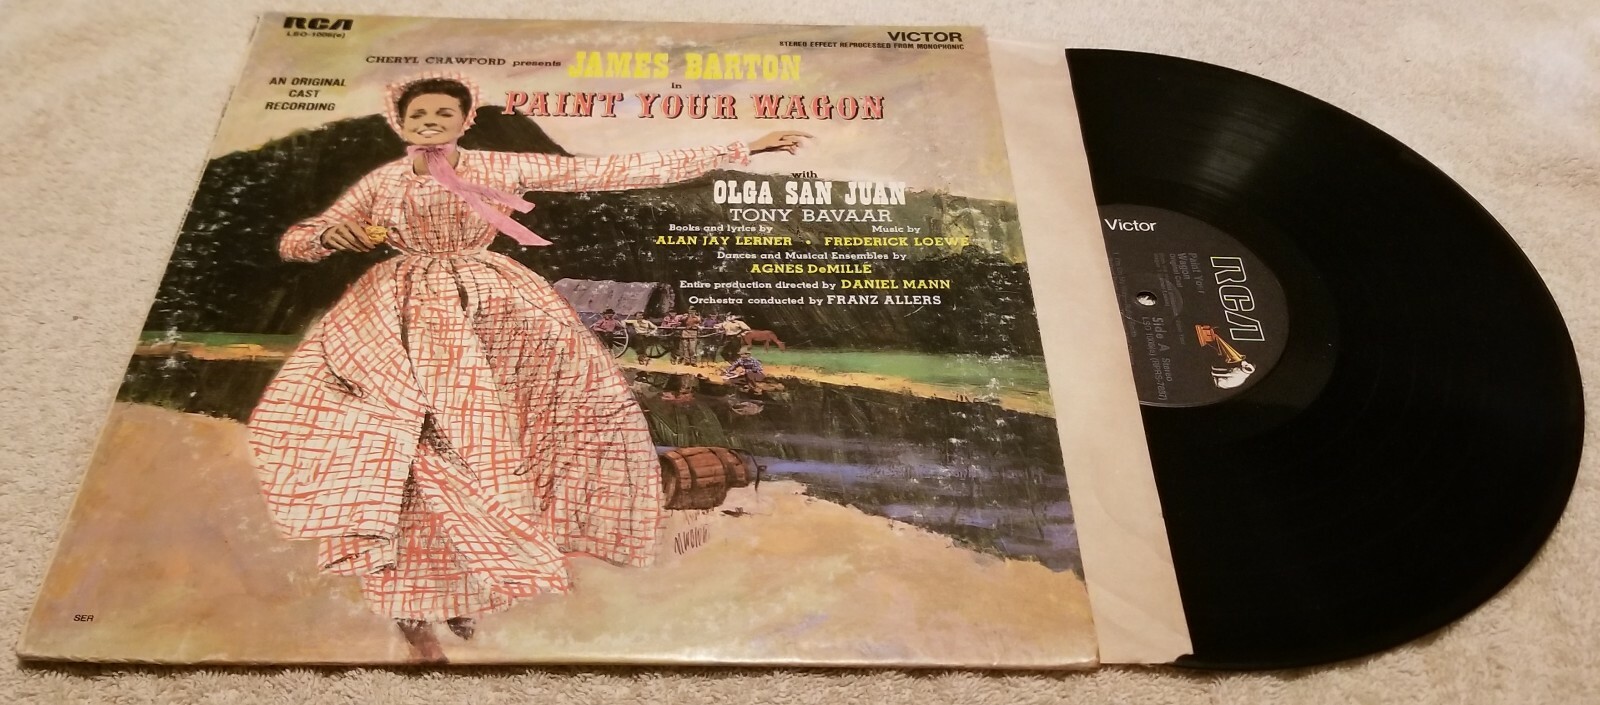 RCA
LSO-1006(e)
VICTOR
STEREO EFFECT REPROCESSED FROM MONOPHONIC
CHERYL CRAWFORD presents JAMES BARTON
in
PAINT YOUR WAGON
AN ORIGINAL
CAST
RECORDING
with
OLGA SAN JUAN
TONY BAVAAR
Books and lyrics by
ALAN JAY LERNER
Music by
• FREDERICK LOEWE
Dances and Musical Ensembles by
AGNES DeMILLE
Entire production directed by DANIEL MANN
Orchestra conducted by FRANZ ALLERS
SER
Victor
RCA
Paint Your
Wagon
Side A
Stereo